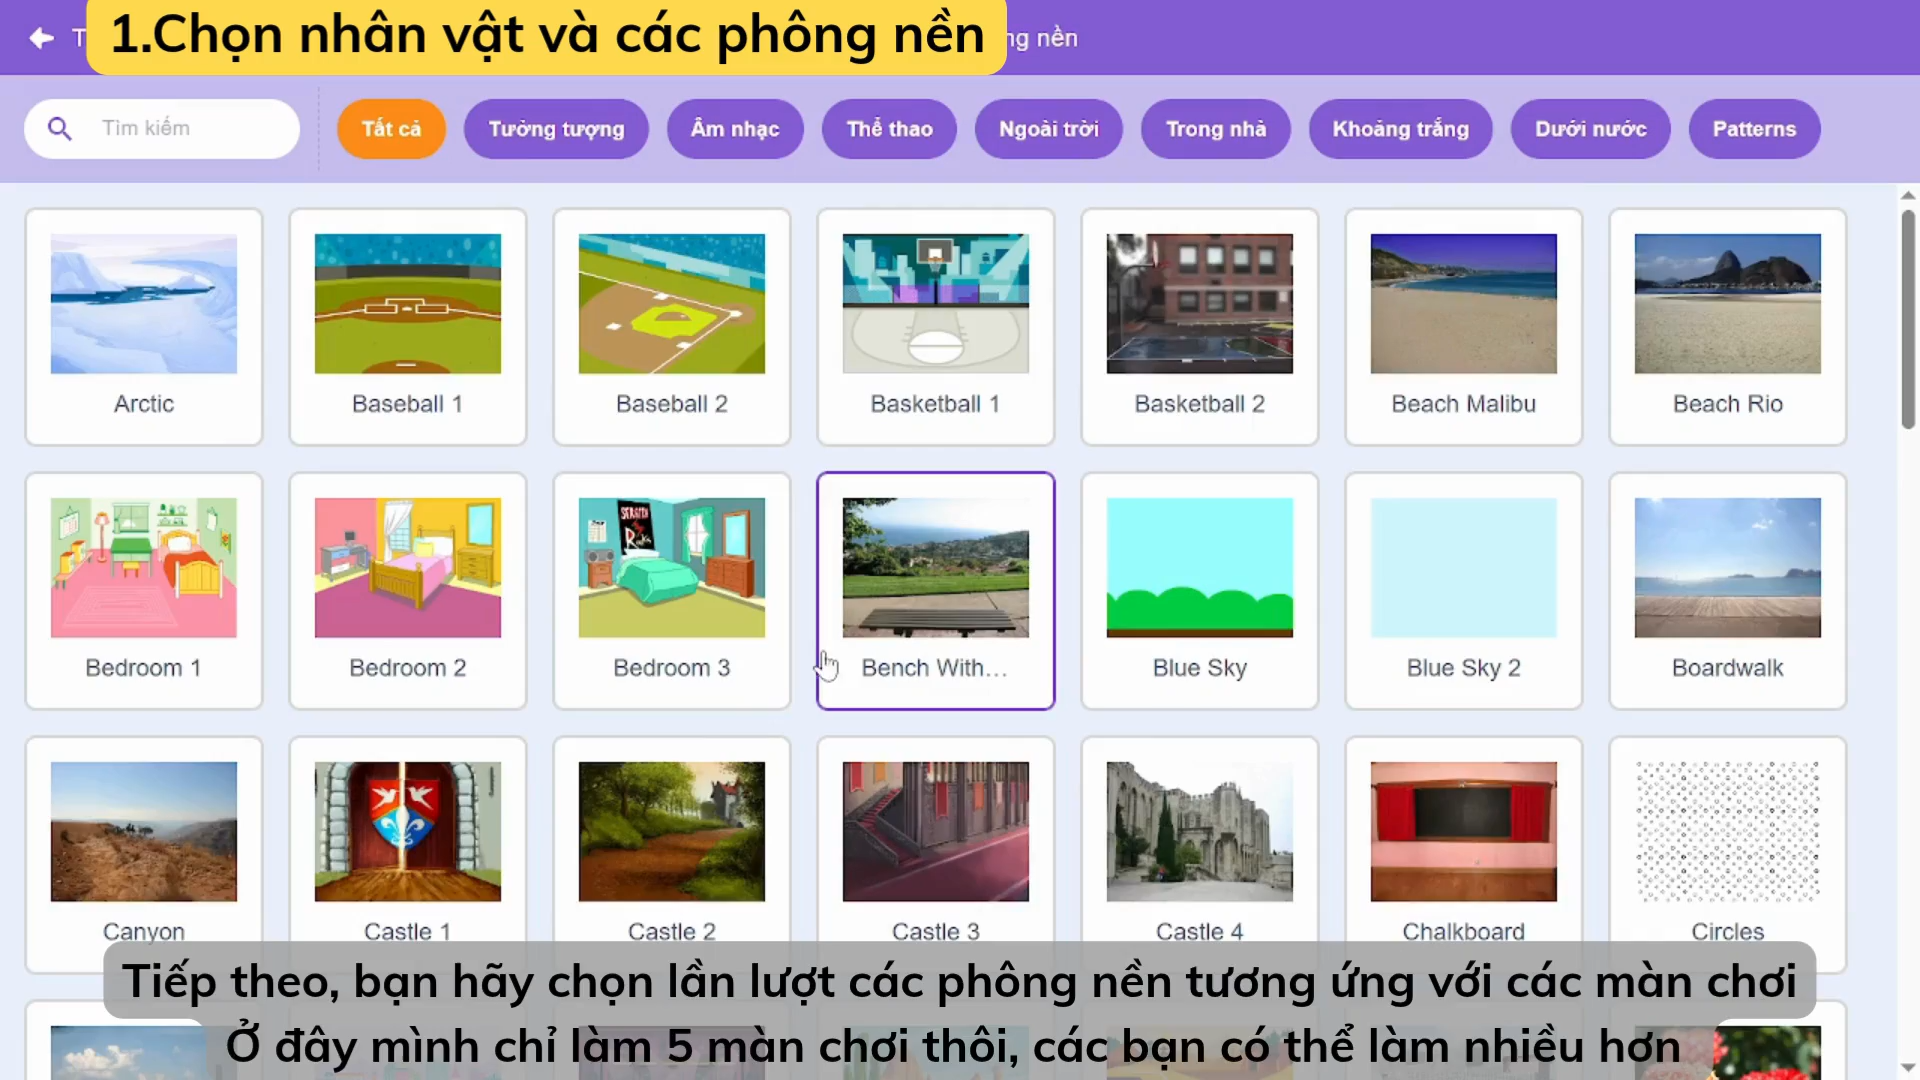 1.Chọn nhân vật và các phông nền
Tìm kiếm
Tất cả
Tưởng tượng
Âm nhạc
Thể thao
Ngoài trời
Trong nhà
Khoảng trắng
Dưới nước
Patterns
Arctic
Baseball 1
Baseball 2
Basketball 1
Basketball 2
Beach Malibu
Beach Rio
Bedroom 1
Bedroom 2
Bedroom 3
Bench With...
Blue Sky
Blue Sky 2
Boardwalk
Canyon
Castle 1
Castle 2
Castle 3
Castle 4
Chalkboard
Circles
Tiếp theo, bạn hãy chọn lần lượt các phông nền tương ứng với các màn chơi
Ở đây mình chỉ làm 5 màn chơi thôi, các bạn có thể làm nhiều hơn